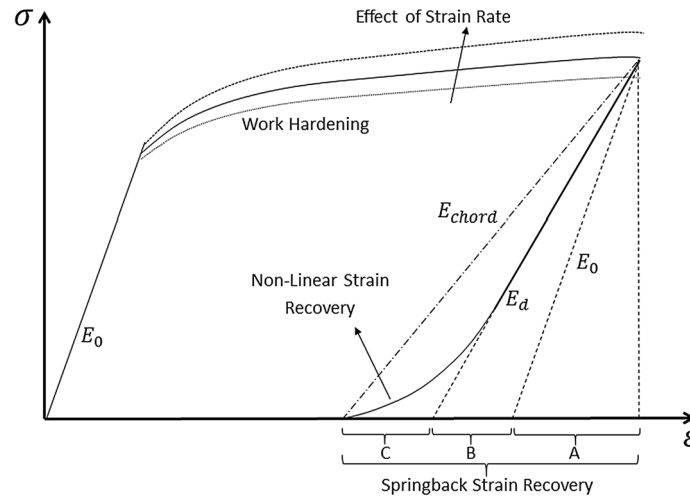 σ
Effect of Strain Rate
Work Hardening
E_chord
Non-Linear Strain
Recovery
E_0
E_d
E_0
ε
C B A
Springback Strain Recovery